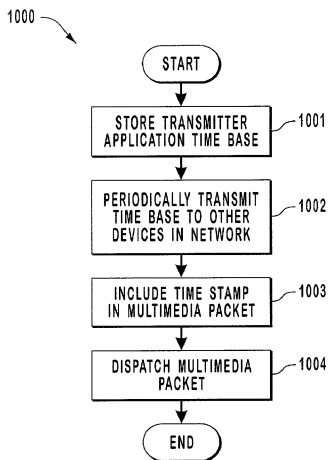 1000
START
STORE TRANSMITTER
APPLICATION TIME BASE
1001
PERIODICALLY TRANSMIT
TIME BASE TO OTHER
DEVICES IN NETWORK
1002
INCLUDE TIME STAMP
IN MULTIMEDIA PACKET
1003
DISPATCH MULTIMEDIA
PACKET
1004
END